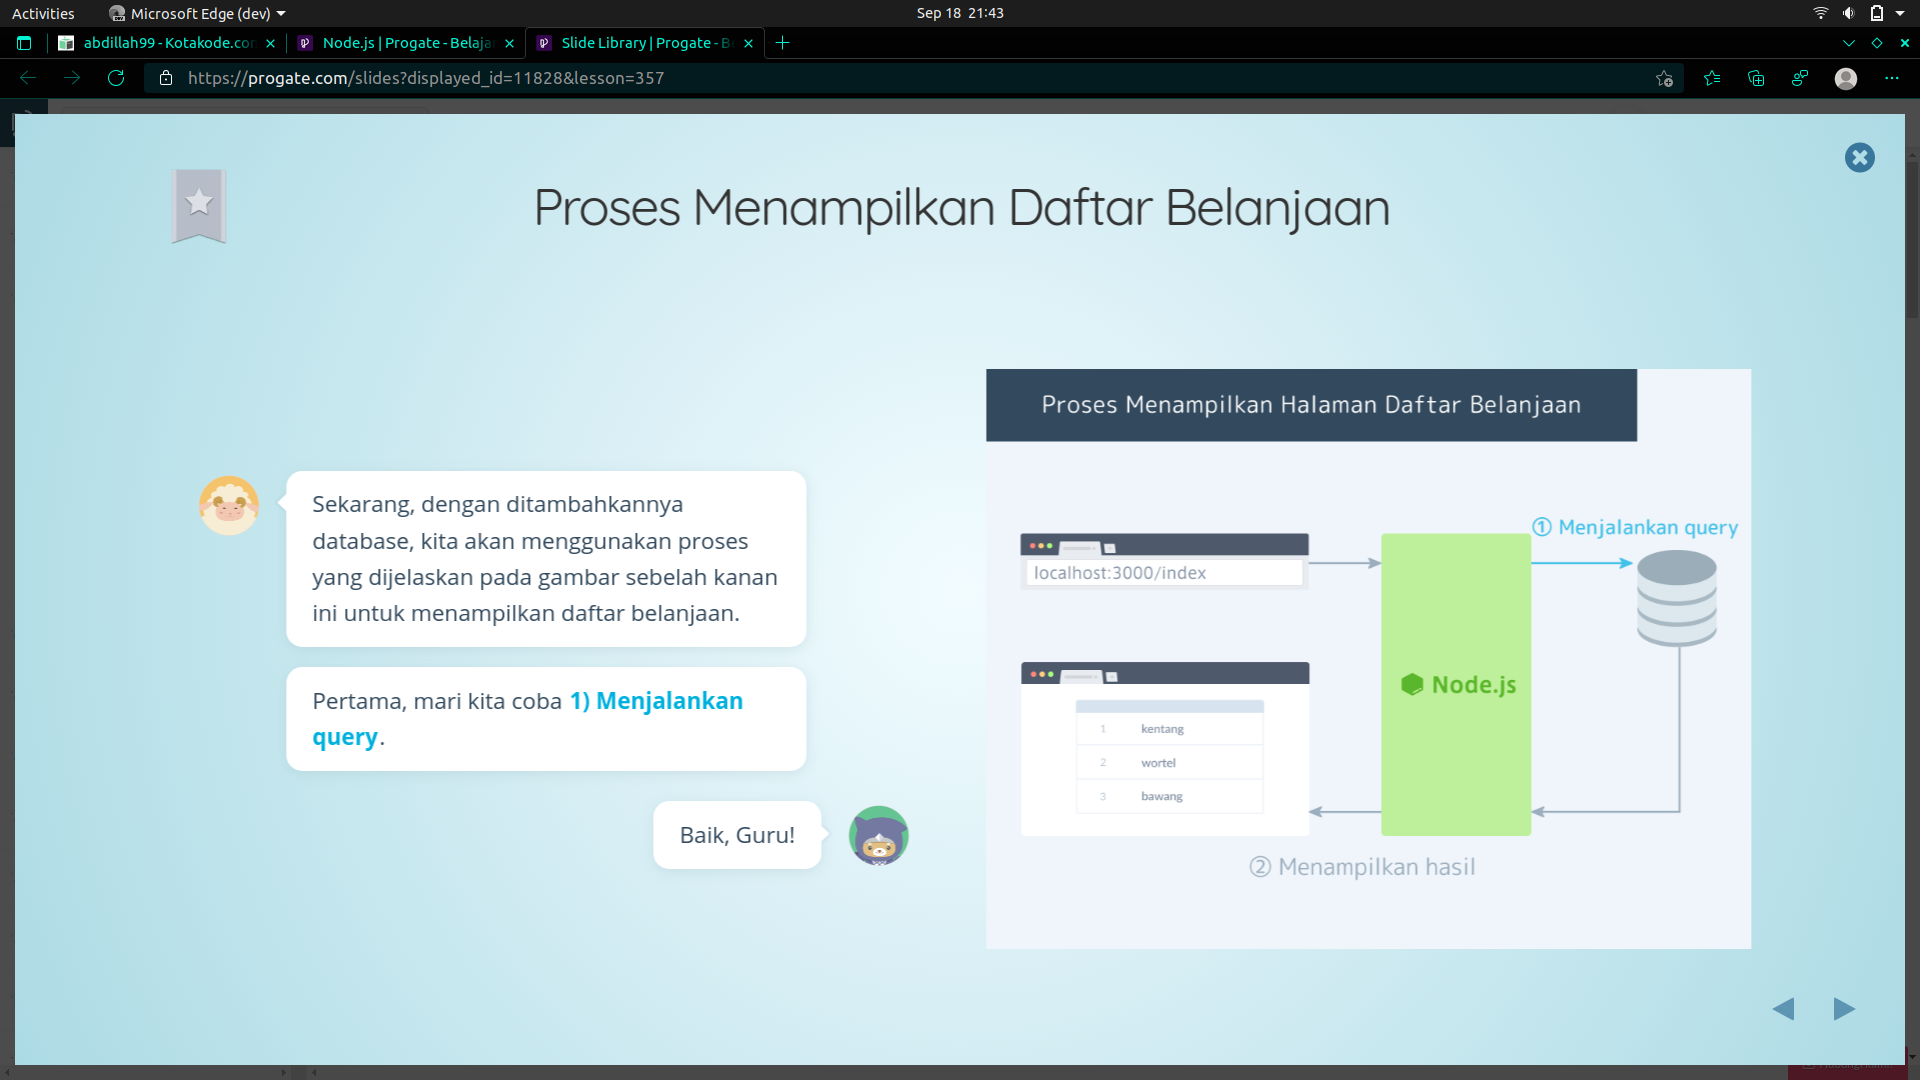 Activities
Microsoft Edge (dev)
Sep 18 21:43
abdillah99 - Kotakode.com
Node.js | Progate - Belaja
Slide Library | Progate - B
https://progate.com/slides?displayed_id=11828&lesson=357
Proses Menampilkan Daftar Belanjaan
Sekarang, dengan ditambahkannya
database, kita akan menggunakan proses
yang dijelaskan pada gambar sebelah kanan
ini untuk menampilkan daftar belanjaan.
Pertama, mari kita coba 1) Menjalankan
query.
Baik, Guru!
Proses Menampilkan Halaman Daftar Belanjaan
① Menjalankan query
localhost:3000/index
Node.js
1 kentang
2 wortel
3 bawang
② Menampilkan hasil